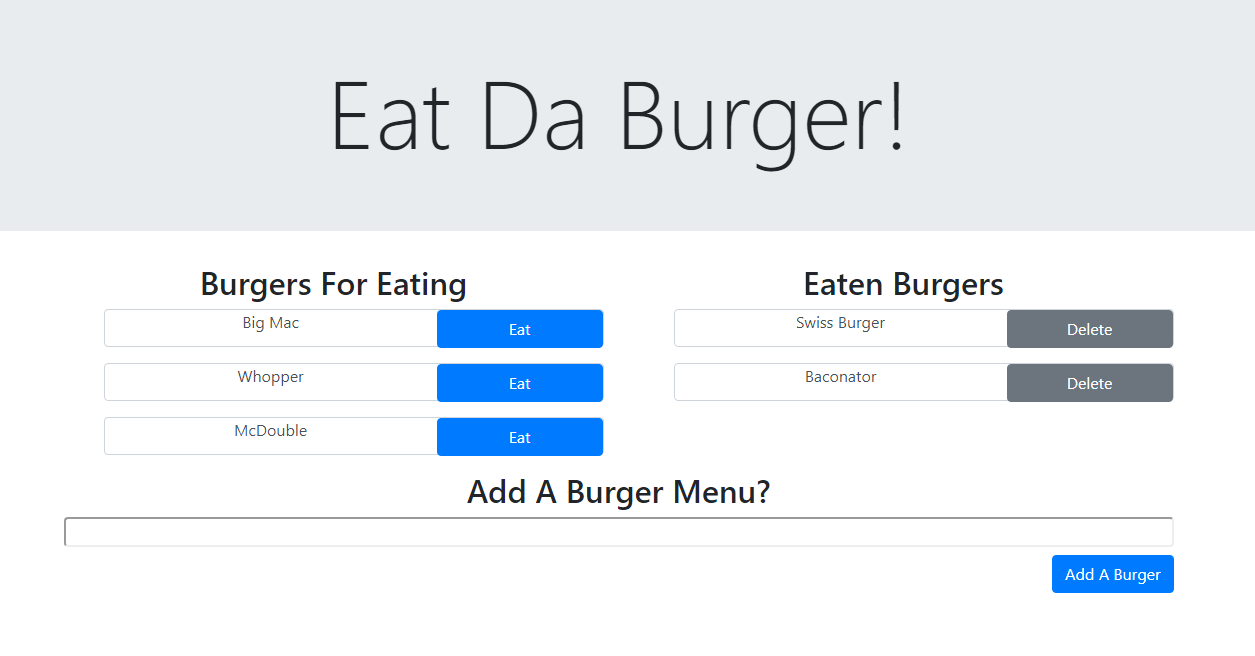 Eat Da Burger!
Burgers For Eating
Big Mac Eat
Whopper Eat
McDouble Eat
Eaten Burgers
Swiss Burger Delete
Baconator Delete
Add A Burger Menu?
Add A Burger